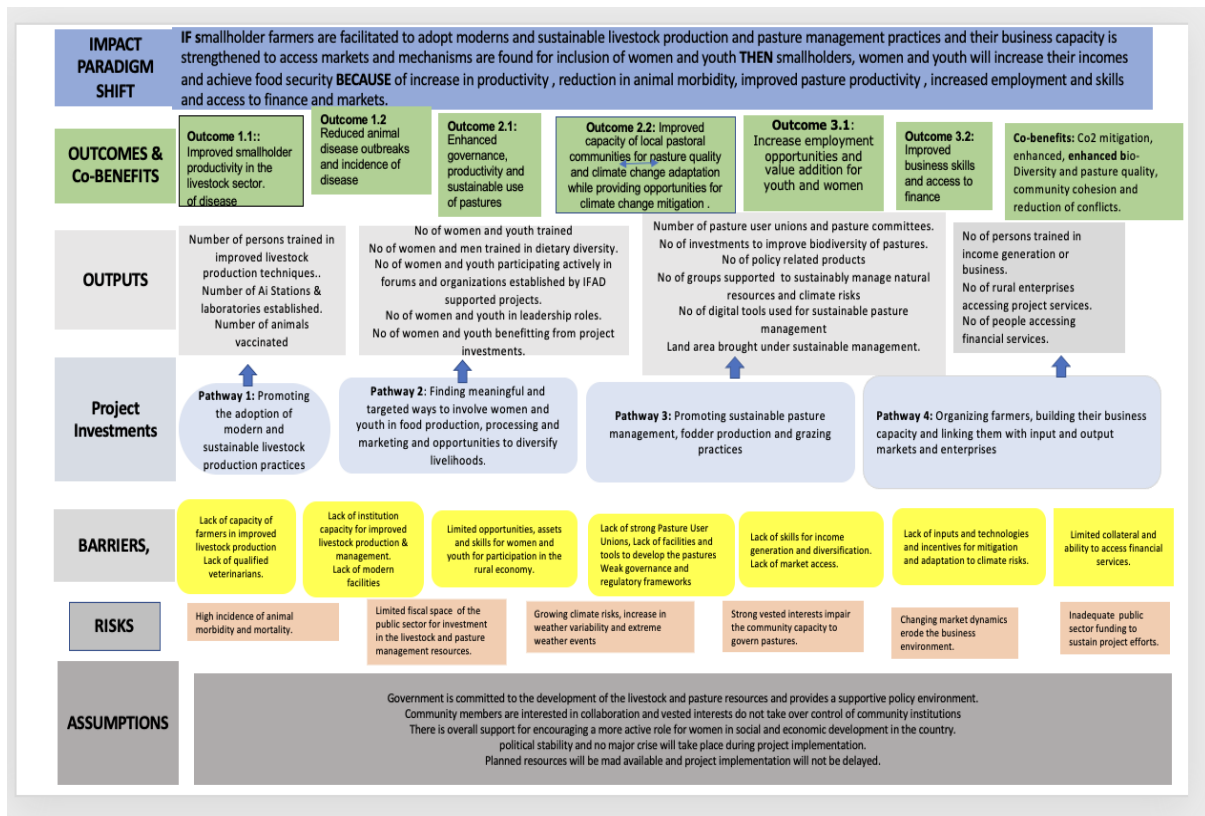 IMPACT
PARADIGM
SHIFT
IF smallholder farmers are facilitated to adopt moderns and sustainable livestock production and pasture management practices and their business capacity is
strengthened to access markets and mechanisms are found for inclusion of women and youth THEN smallholders, women and youth will increase their incomes
and achieve food security BECAUSE of increase in productivity , reduction in animal morbidity, improved pasture productivity , increased employment and skills
and access to finance and markets.
OUTCOMES &
Co-BENEFITS
Outcome 1.1::
Improved smallholder
productivity in the
livestock sector.
of disease
Outcome 1.2
Reduced animal
disease outbreaks
and incidence of
disease
Outcome 2.1:
Enhanced
governance,
productivity and
sustainable use
of pastures
Outcome 2.2: Improved
capacity of local pastoral
communities for pasture quality
and climate change adaptation
while providing opportunities for
climate change mitigation .
Outcome 3.1:
Increase employment
opportunities and
value addition for
youth and women
Outcome 3.2:
Improved
business skills
and access to
finance
Co-benefits: Co2 mitigation,
enhanced, enhanced bio-
Diversity and pasture quality,
community cohesion and
reduction of conflicts.
OUTPUTS
Number of persons trained in
improved livestock
production techniques..
Number of Ai Stations &
laboratories established.
Number of animals
vaccinated
No of women and youth trained
No of women and men trained in dietary diversity.
No of women and youth participating actively in
forums and organizations established by IFAD
supported projects.
No of women and youth in leadership roles.
No of women and youth benefitting from project
investments.
Number of pasture user unions and pasture committees.
No of investments to improve biodiversity of pastures.
No of policy related products
No of groups supported to sustainably manage natural
resources and climate risks
No of digital tools used for sustainable pasture
management
Land area brought under sustainable management.
No of persons trained in
income generation or
business.
No of rural enterprises
accessing project services.
No of people accessing
financial services.
Project
Investments
Pathway 1: Promoting
the adoption of
modern and
sustainable livestock
production practices
Pathway 2: Finding meaningful and
targeted ways to involve women and
youth in food production, processing and
marketing and opportunities to diversify
livelihoods.
Pathway 3: Promoting sustainable pasture
management, fodder production and grazing
practices
Pathway 4: Organizing farmers, building their business
capacity and linking them with input and output
markets and enterprises
BARRIERS,
Lack of capacity of
farmers in improved
livestock production
Lack of qualified
veterinarians.
Lack of institution
capacity for improved
livestock production &
management.
Lack of modern
facilities
Limited opportunities, assets
and skills for women and
youth for participation in the
rural economy.
Lack of strong Pasture User
Unions, Lack of facilities and
tools to develop the pastures
Weak governance and
regulatory frameworks
Lack of skills for income
generation and diversification.
Lack of market access.
Lack of inputs and technologies
and incentives for mitigation
and adaptation to climate risks.
Limited collateral and
ability to access financial
services.
RISKS
High incidence of animal
morbidity and mortality.
Limited fiscal space of the
public sector for investment
in the livestock and pasture
management resources.
Growing climate risks, increase in
weather variability and extreme
weather events
Strong vested interests impair
the community capacity to
govern pastures.
Changing market dynamics
erode the business
environment.
Inadequate public
sector funding to
sustain project efforts.
ASSUMPTIONS
Government is committed to the development of the livestock and pasture resources and provides a supportive policy environment.
Community members are interested in collaboration and vested interests do not take over control of community institutions
There is overall support for encouraging a more active role for women in social and economic development in the country.
political stability and no major crise will take place during project implementation.
Planned resources will be mad available and project implementation will not be delayed.